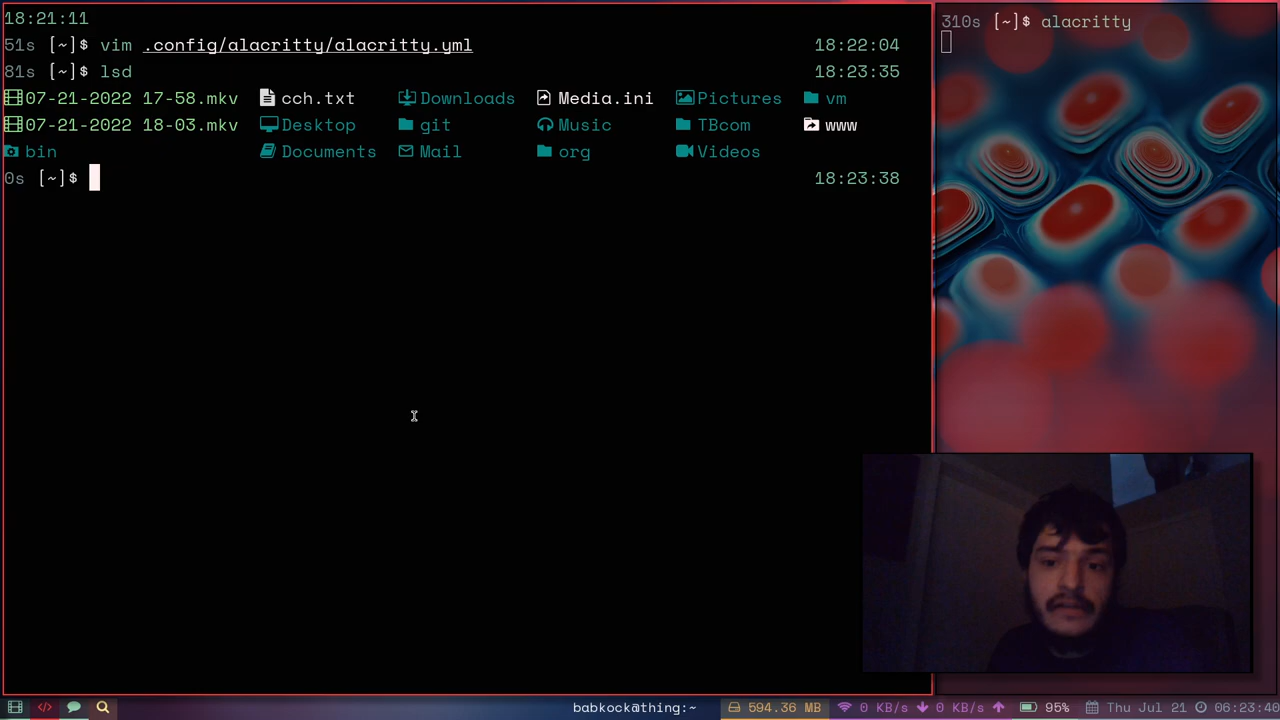 18:21:11
51s [~]$ vim .config/alacritty/alacritty.yml 18:22:04
81s [~]$ lsd 18:23:35
07-21-2022 17-58.mkv cch.txt Downloads Media.ini Pictures vm
07-21-2022 18-03.mkv Desktop git Music TBcom www
bin Documents Mail org Videos
0s [~]$ 18:23:38
310s [~]$ alacritty
babkock@thing:~ 594.36 MB 0 KB/s 0 KB/s 95% Thu Jul 21 06:23:40